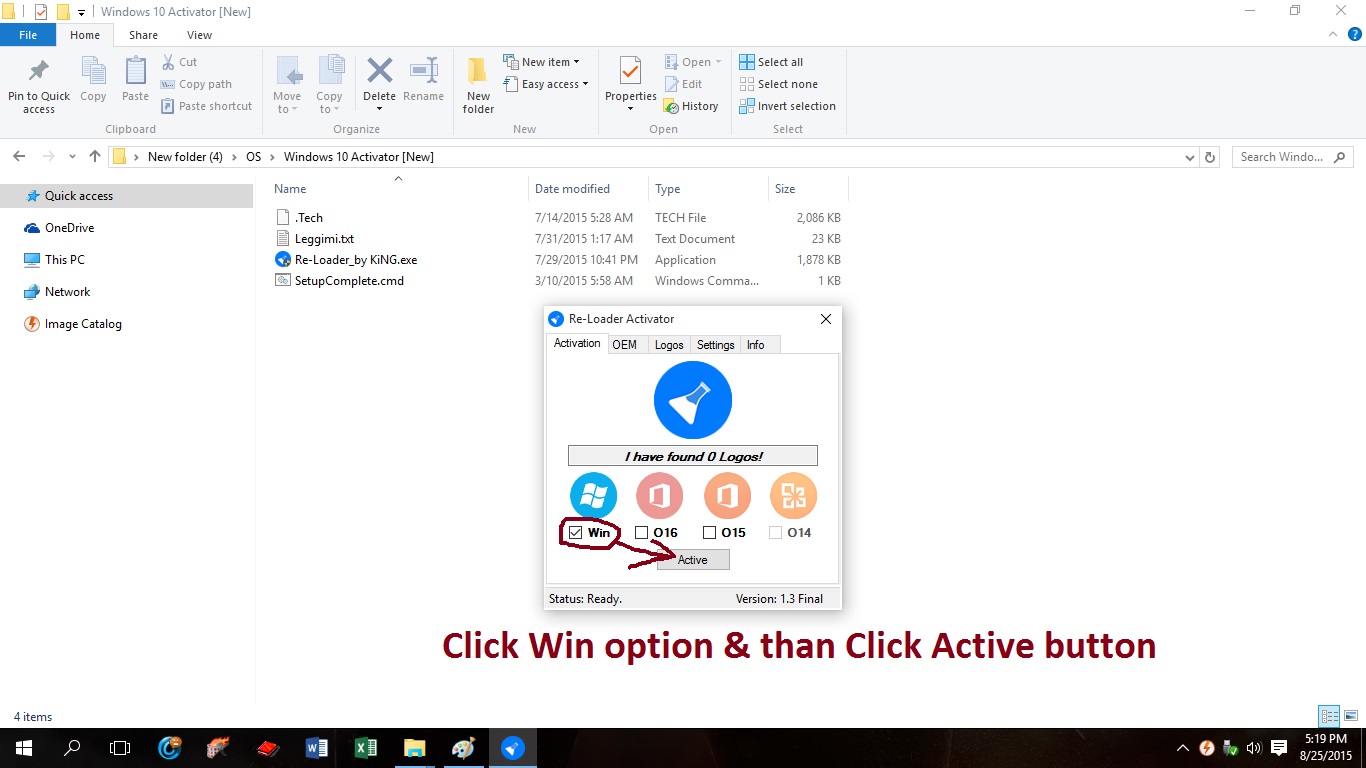 Windows 10 Activator [New]
File Home Share View
Pin to Quick access
Copy
Paste
Cut
Copy path
Paste shortcut
Clipboard
Move to
Copy to
Delete
Rename
Organize
New folder
New item
Easy access
New
Properties
Open
Edit
History
Open
Select all
Select none
Invert selection
Select
New folder (4) OS Windows 10 Activator [New]
Search Windo...
Quick access
OneDrive
This PC
Network
Image Catalog
Name Date modified Type Size
.Tech 7/14/2015 5:28 AM TECH File 2,086 KB
Leggimi.txt 7/31/2015 1:17 AM Text Document 23 KB
Re-Loader_by KiNG.exe 7/29/2015 10:41 PM Application 1,878 KB
SetupComplete.cmd 3/10/2015 5:58 AM Windows Comma... 1 KB
Re-Loader Activator
Activation OEM Logos Settings Info
I have found 0 Logos!
Win O16 O15 O14
Active
Status: Ready. Version: 1.3 Final
Click Win option & than Click Active button
4 items
5:19 PM
8/25/2015